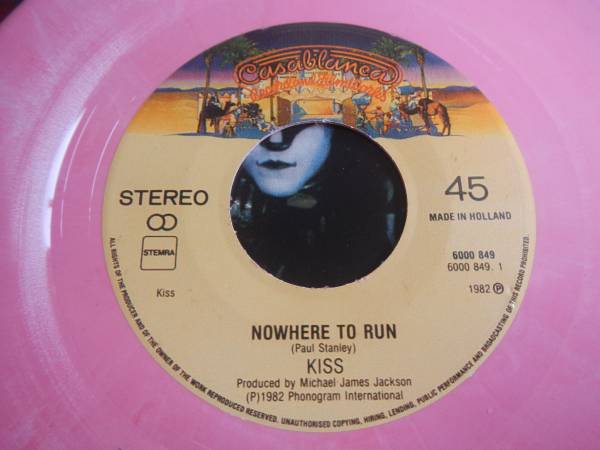 Casablanca
Record and FilmWorks
STEREO
45
MADE IN HOLLAND
STEMRA
6000 849
6000 849. 1
Kiss
1982 Ⓟ
NOWHERE TO RUN
(Paul Stanley)
KISS
Produced by Michael James Jackson
(P)1982 Phonogram International
ALL RIGHTS OF THE PRODUCER AND OF THE OWNER OF THE WORK REPRODUCED RESERVED. UNAUTHORISED COPYING, HIRING, LENDING, PUBLIC PERFORMANCE AND BROADCASTING OF THIS RECORD PROHIBITED.